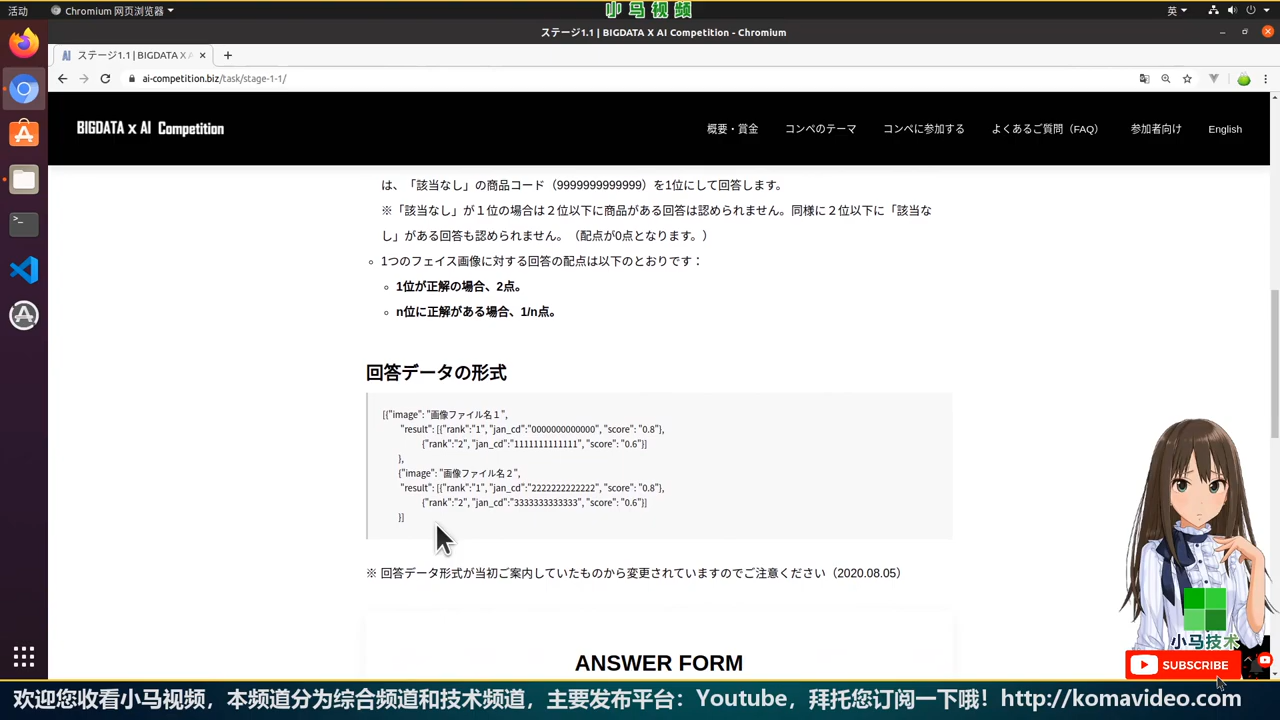 活动
Chromium 网页浏览器
小马视频
英
ステージ1.1 | BIGDATA X AI Competition - Chromium
ステージ1.1 | BIGDATA X A
ai-competition.biz/task/stage-1-1/
BIGDATA x AI Competition
概要・賞金
コンペのテーマ
コンペに参加する
よくあるご質問（FAQ）
参加者向け
English
は、「該当なし」の商品コード（9999999999999）を1位にして回答します。
※「該当なし」が１位の場合は２位以下に商品がある回答は認められません。同様に２位以下に「該当な
し」がある回答も認められません。（配点が0点となります。）
1つのフェイス画像に対する回答の配点は以下のとおりです：
1位が正解の場合、2点。
n位に正解がある場合、1/n点。
回答データの形式
[{"image": "画像ファイル名１",
"result": [{"rank":"1", "jan_cd":"0000000000000", "score": "0.8"},
{"rank":"2", "jan_cd":"1111111111111", "score": "0.6"}]
},
{"image": "画像ファイル名２",
"result": [{"rank":"1", "jan_cd":"2222222222222", "score": "0.8"},
{"rank":"2", "jan_cd":"3333333333333", "score": "0.6"}]
}]
※ 回答データ形式が当初ご案内していたものから変更されていますのでご注意ください（2020.08.05）
ANSWER FORM
小马技术
SUBSCRIBE
欢迎您收看小马视频，本频道分为综合频道和技术频道，主要发布平台：Youtube，拜托您订阅一下哦！http://komavideo.com